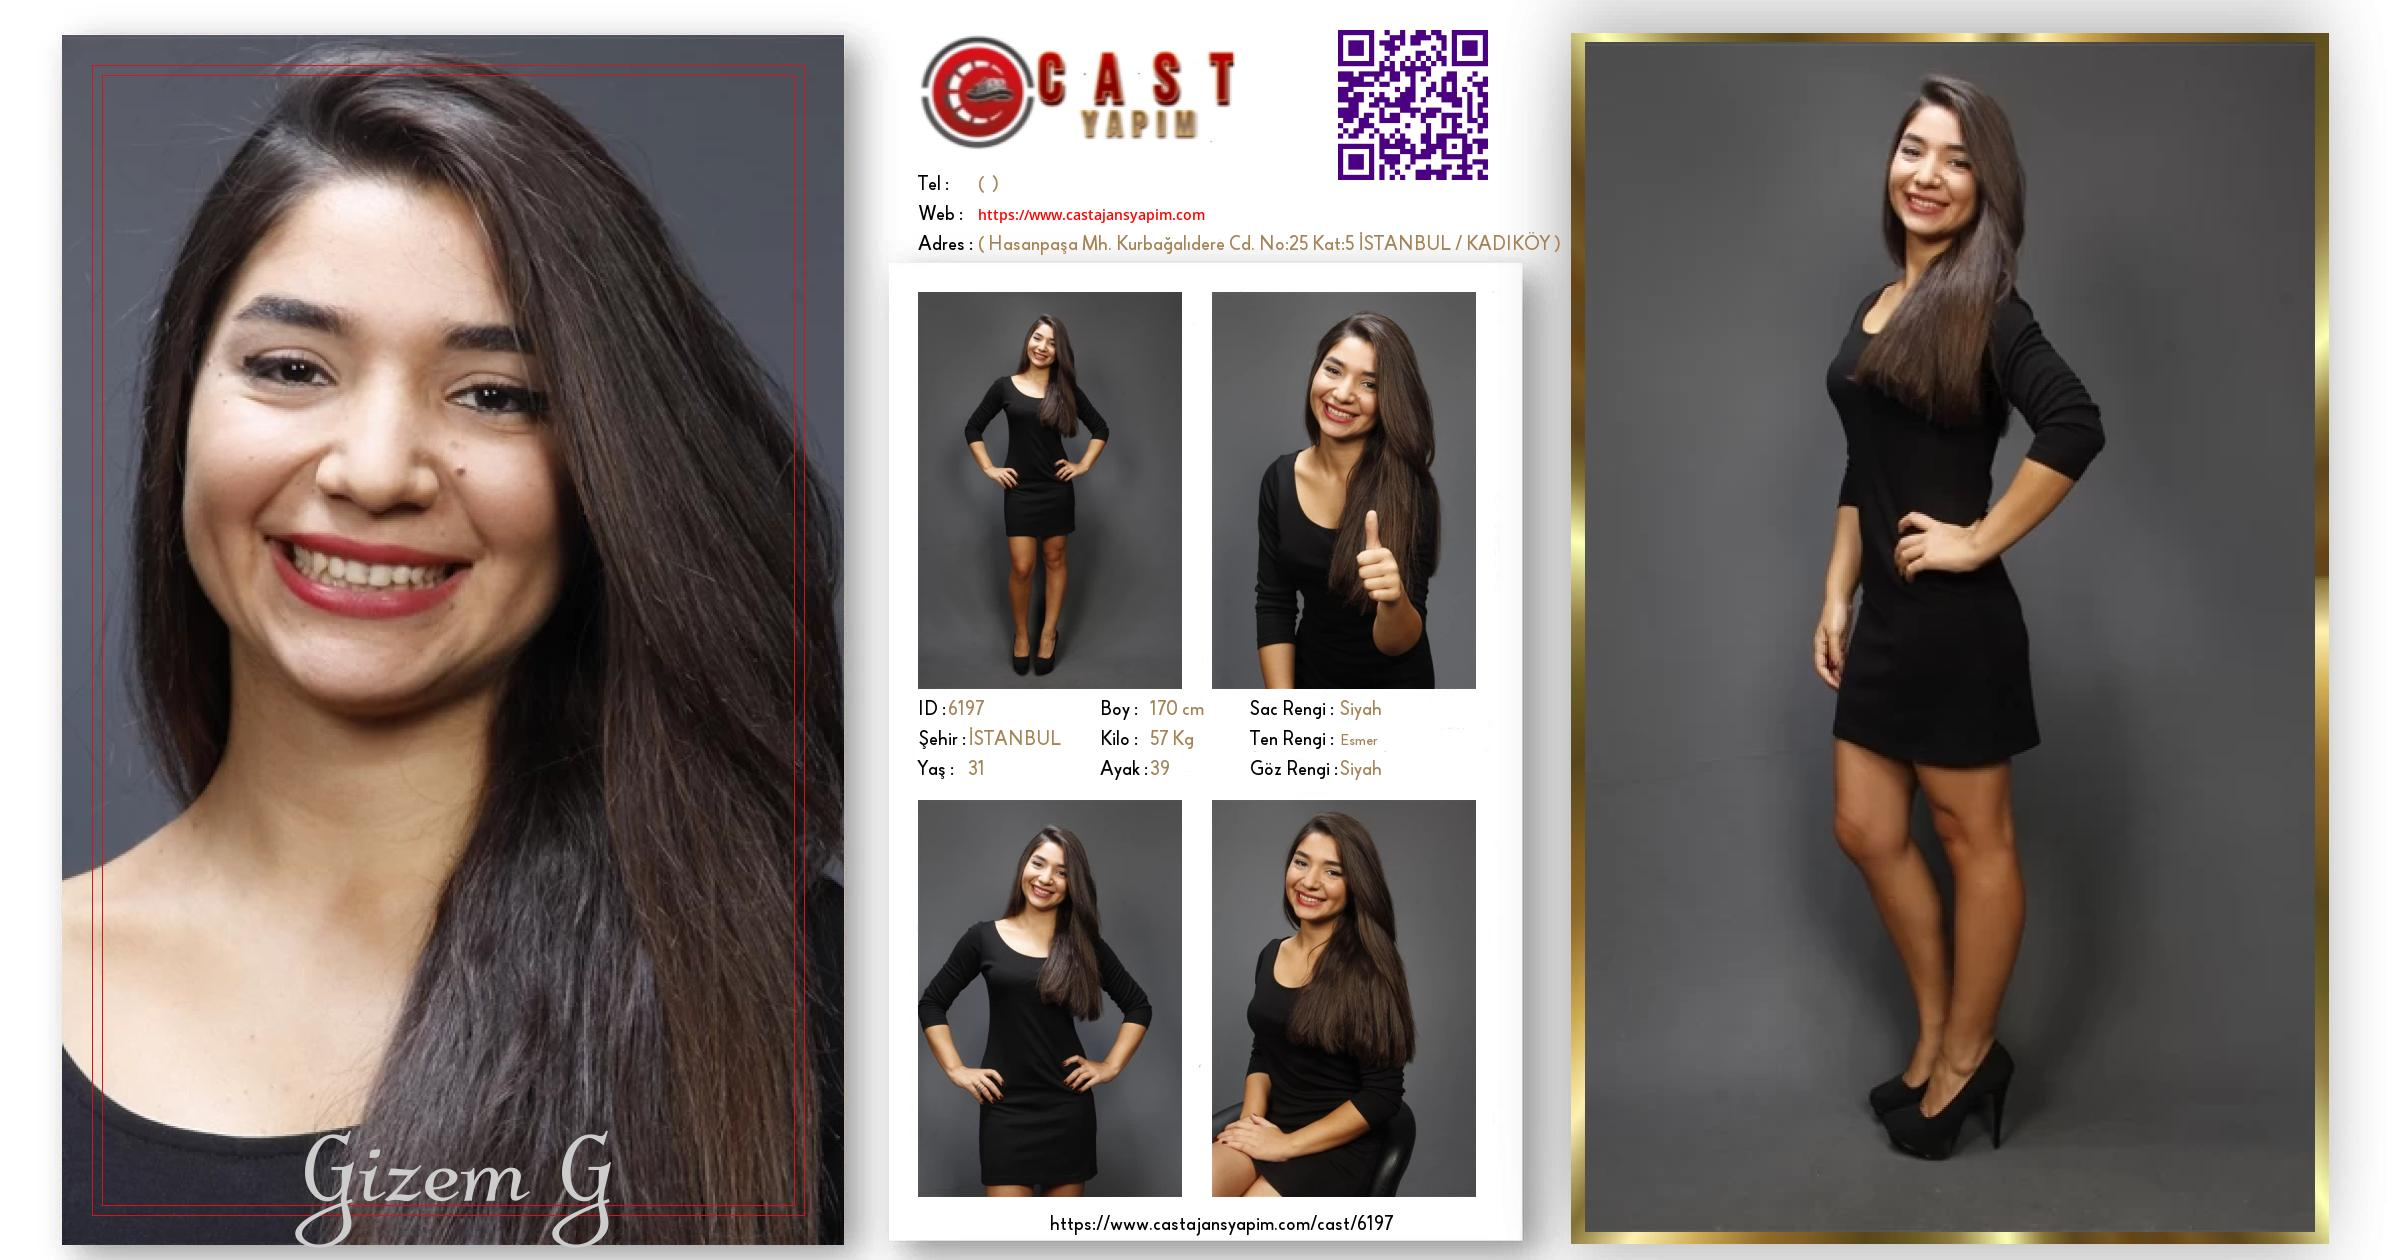 Gizem G
CAST
YAPIM
Tel : ( )
Web : https://www.castajansyapim.com
Adres : ( Hasanpaşa Mh. Kurbağalıdere Cd. No:25 Kat:5 İSTANBUL / KADIKÖY )
ID : 6197 Boy : 170 cm Sac Rengi : Siyah
Şehir : İSTANBUL Kilo : 57 Kg Ten Rengi : Esmer
Yaş : 31 Ayak : 39 Göz Rengi : Siyah
https://www.castajansyapim.com/cast/6197